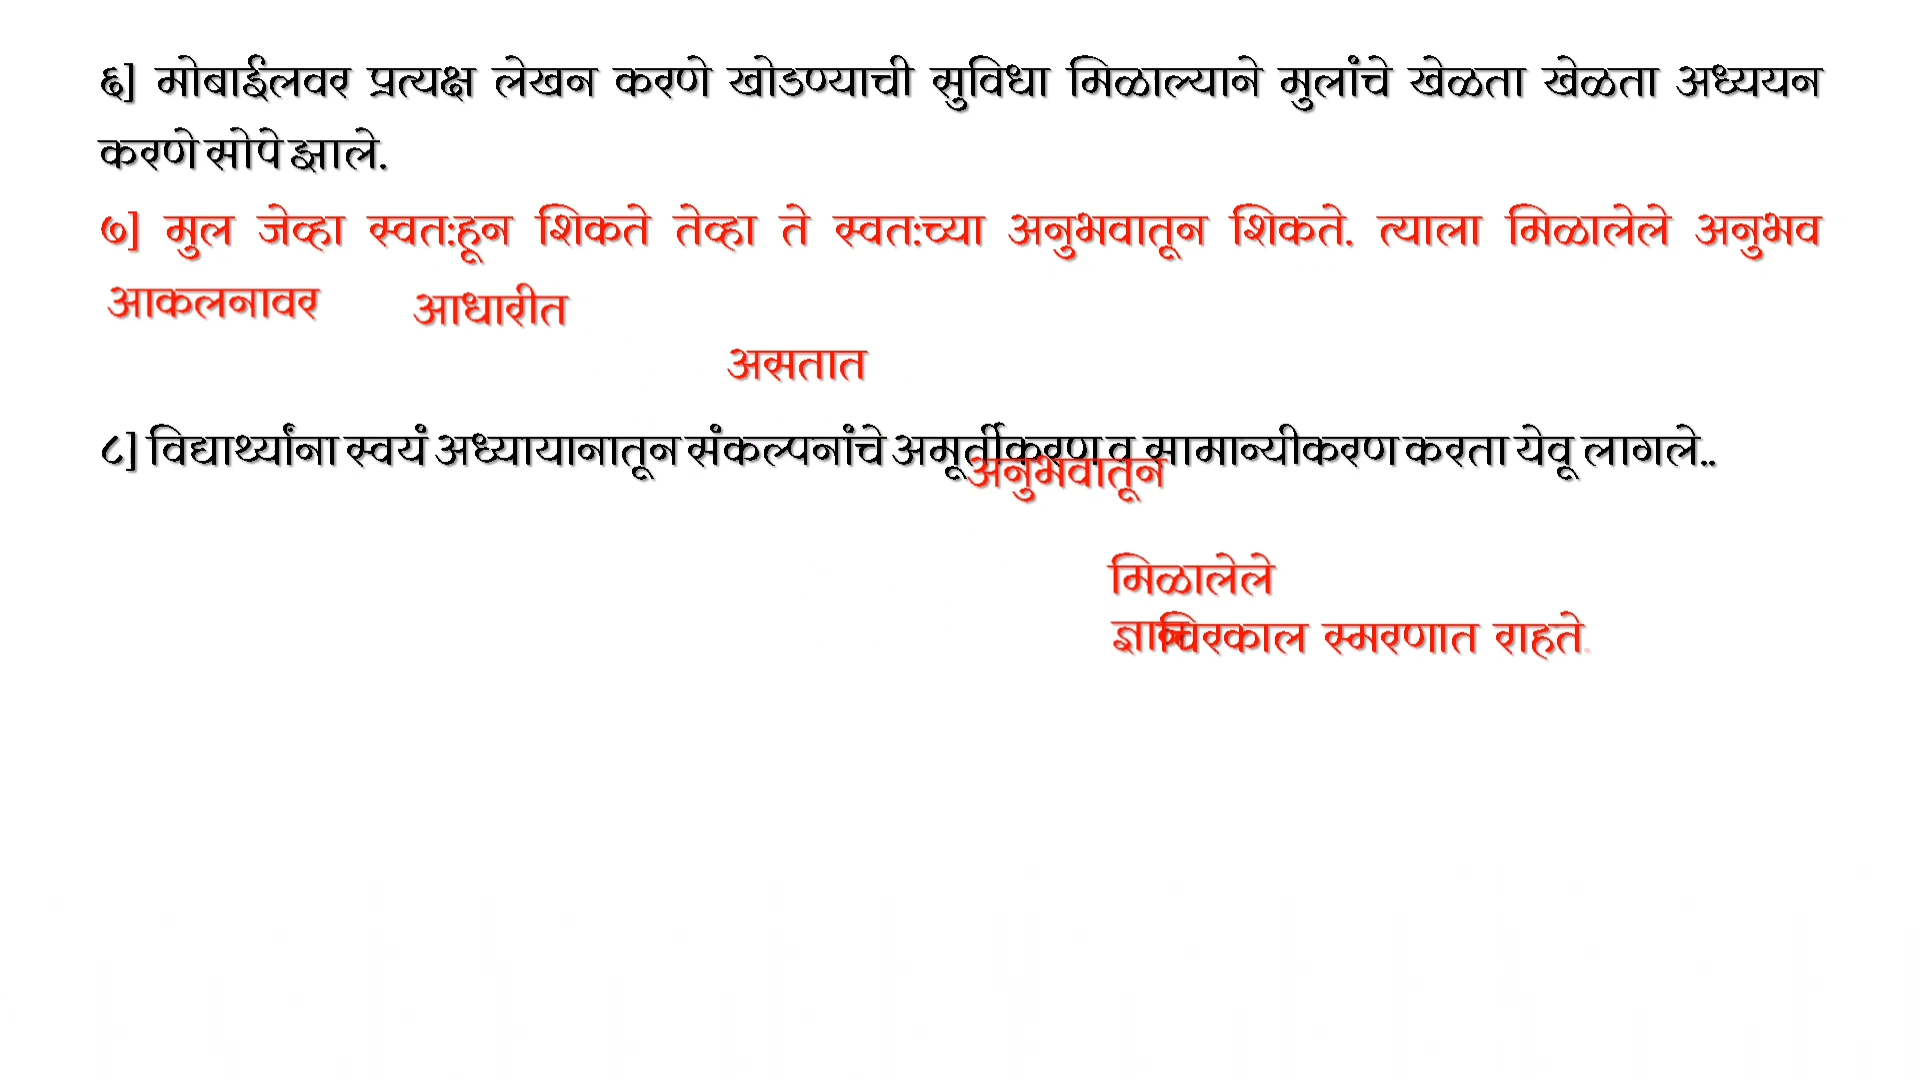 ६] मोबाईलवर प्रत्यक्ष लेखन करणे खोडण्याची सुविधा मिळाल्याने मुलांचे खेळता खेळता अध्ययन
करणे सोपे झाले.
७] मुल जेव्हा स्वतःहून शिकते तेव्हा ते स्वतःच्या अनुभवातून शिकते. त्याला मिळालेले अनुभव
आकलनावर आधारीत
असतात
८] विद्यार्थ्यांना स्वयं अध्यायानातून संकल्पनांचे अमूर्तीकरण व सामान्यीकरण करता येवू लागले..
अनुभवातून
मिळालेले
ज्ञान चिरकाल स्मरणात राहते.